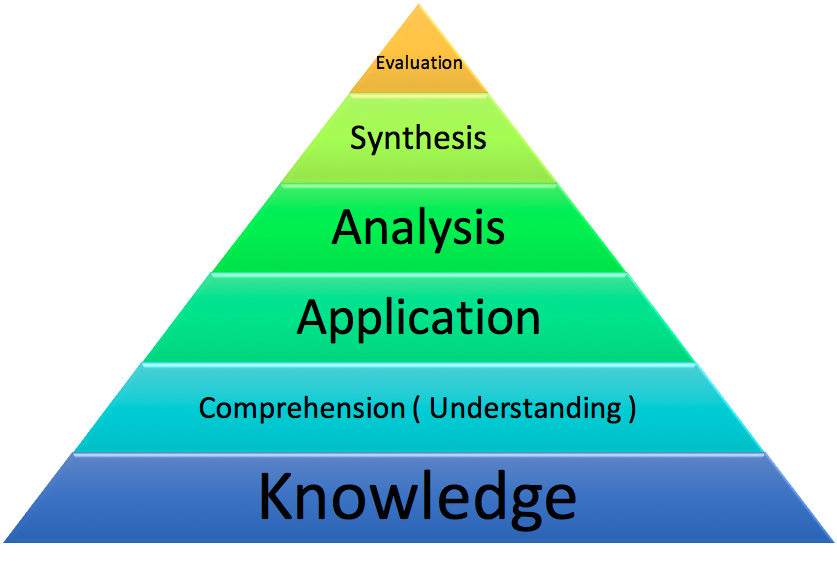 Evaluation
Synthesis
Analysis
Application
Comprehension ( Understanding )
Knowledge